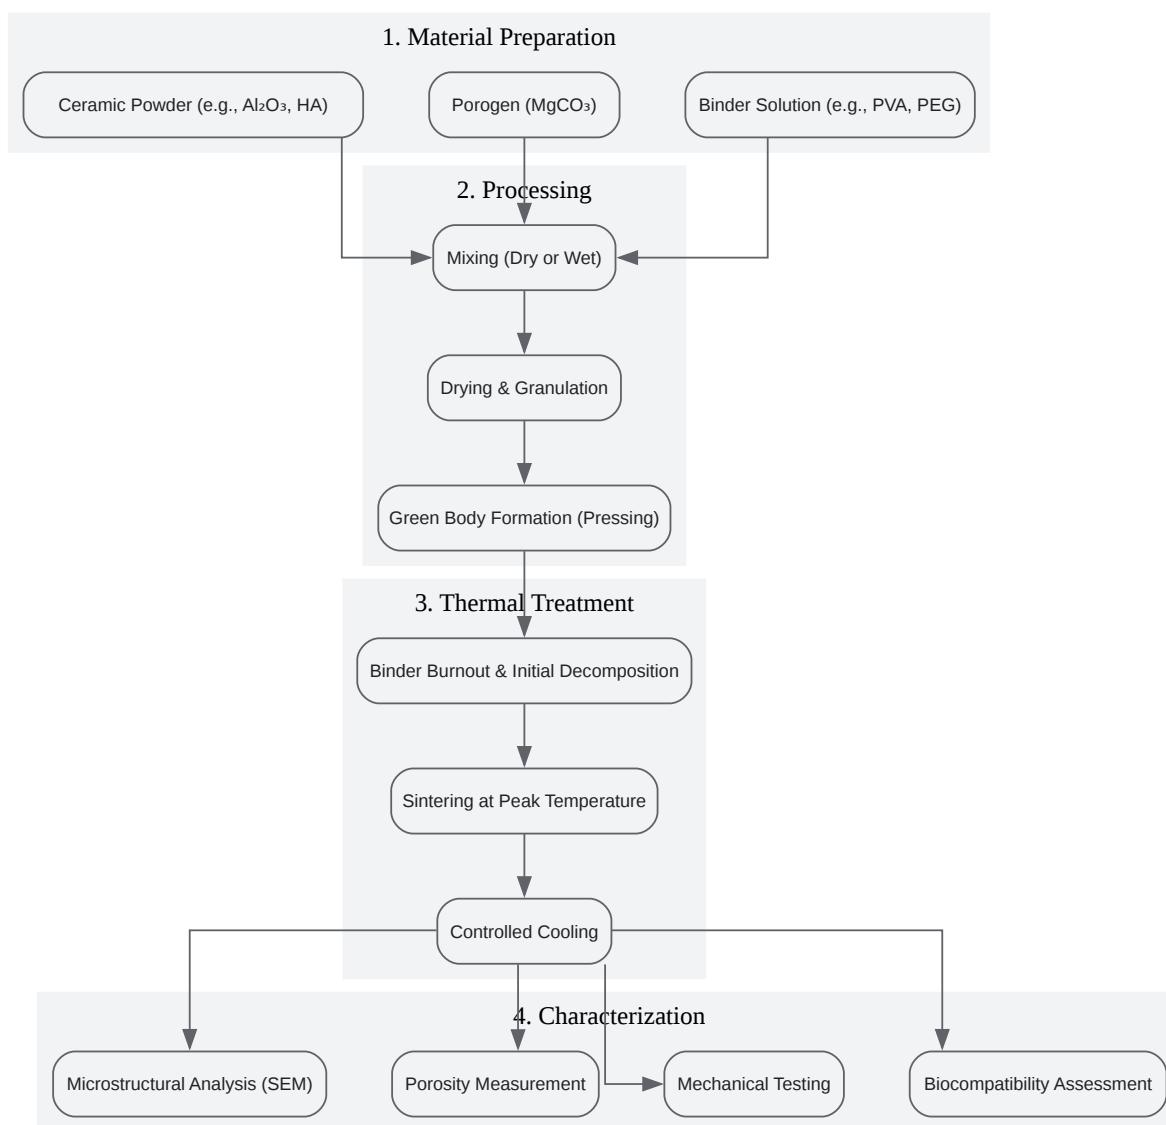 1. Material Preparation
Ceramic Powder (e.g., Al₂O₃, HA)
Porogen (MgCO₃)
Binder Solution (e.g., PVA, PEG)
2. Processing
Mixing (Dry or Wet)
Drying & Granulation
Green Body Formation (Pressing)
3. Thermal Treatment
Binder Burnout & Initial Decomposition
Sintering at Peak Temperature
Controlled Cooling
4. Characterization
Microstructural Analysis (SEM)
Porosity Measurement
Mechanical Testing
Biocompatibility Assessment